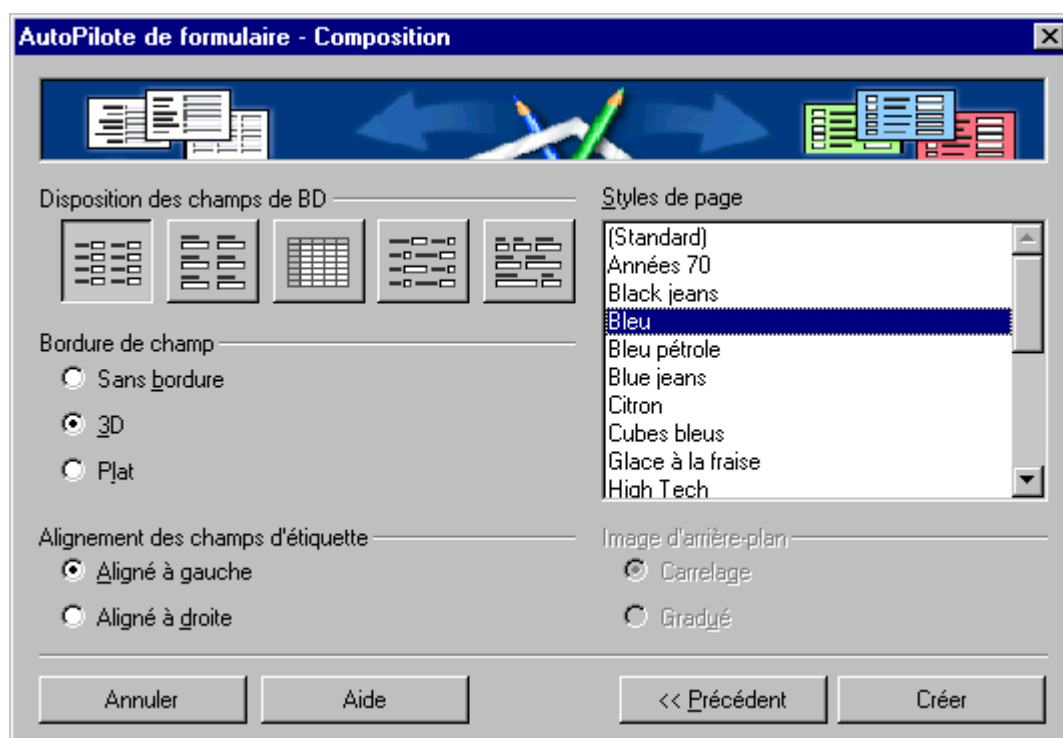 AutoPilote de formulaire - Composition
Disposition des champs de BD
Bordure de champ
Sans bordure
3D
Plat
Alignement des champs d'étiquette
Aligné à gauche
Aligné à droite
Styles de page
(Standard)
Années 70
Black jeans
Bleu
Bleu pétrole
Blue jeans
Citron
Cubes bleus
Glace à la fraise
High Tech
Image d'arrière-plan
Carrelage
Gradué
Annuler
Aide
<< Précédent
Créer